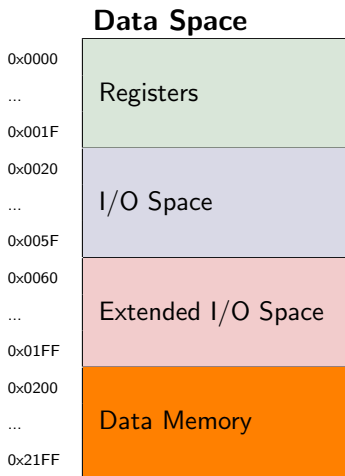 Data Space
0x0000
...
Registers
0x001F
0x0020
...
I/O Space
0x005F
0x0060
...
Extended I/O Space
0x01FF
0x0200
...
Data Memory
0x21FF